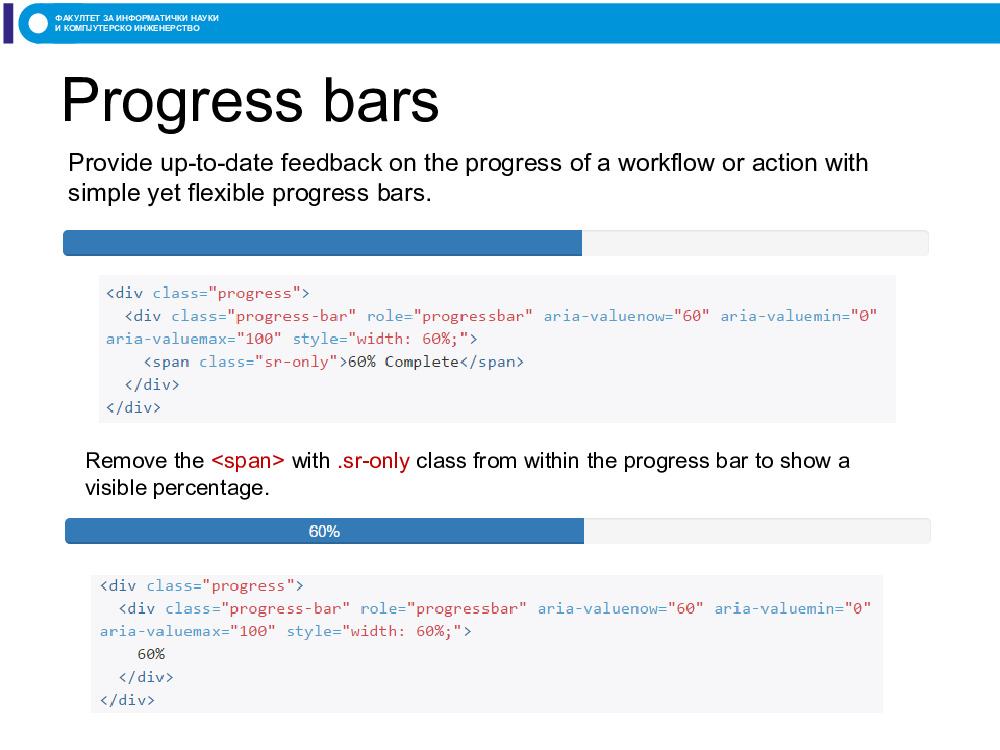 ФАКУЛТЕТ ЗА ИНФОРМАТИЧКИ НАУКИ
И КОМПЈУТЕРСКО ИНЖЕНЕРСТВО
Progress bars
Provide up-to-date feedback on the progress of a workflow or action with
simple yet flexible progress bars.
<div class="progress">
  <div class="progress-bar" role="progressbar" aria-valuenow="60" aria-valuemin="0"
aria-valuemax="100" style="width: 60%;">
    <span class="sr-only">60% Complete</span>
  </div>
</div>
Remove the <span> with .sr-only class from within the progress bar to show a
visible percentage.
60%
<div class="progress">
  <div class="progress-bar" role="progressbar" aria-valuenow="60" aria-valuemin="0"
aria-valuemax="100" style="width: 60%;">
    60%
  </div>
</div>